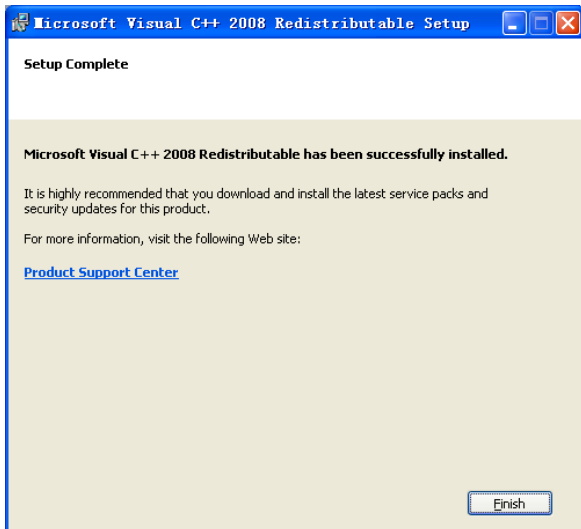 Microsoft Visual C++ 2008 Redistributable Setup
Setup Complete
Microsoft Visual C++ 2008 Redistributable has been successfully installed.
It is highly recommended that you download and install the latest service packs and
security updates for this product.
For more information, visit the following Web site:
Product Support Center
Finish